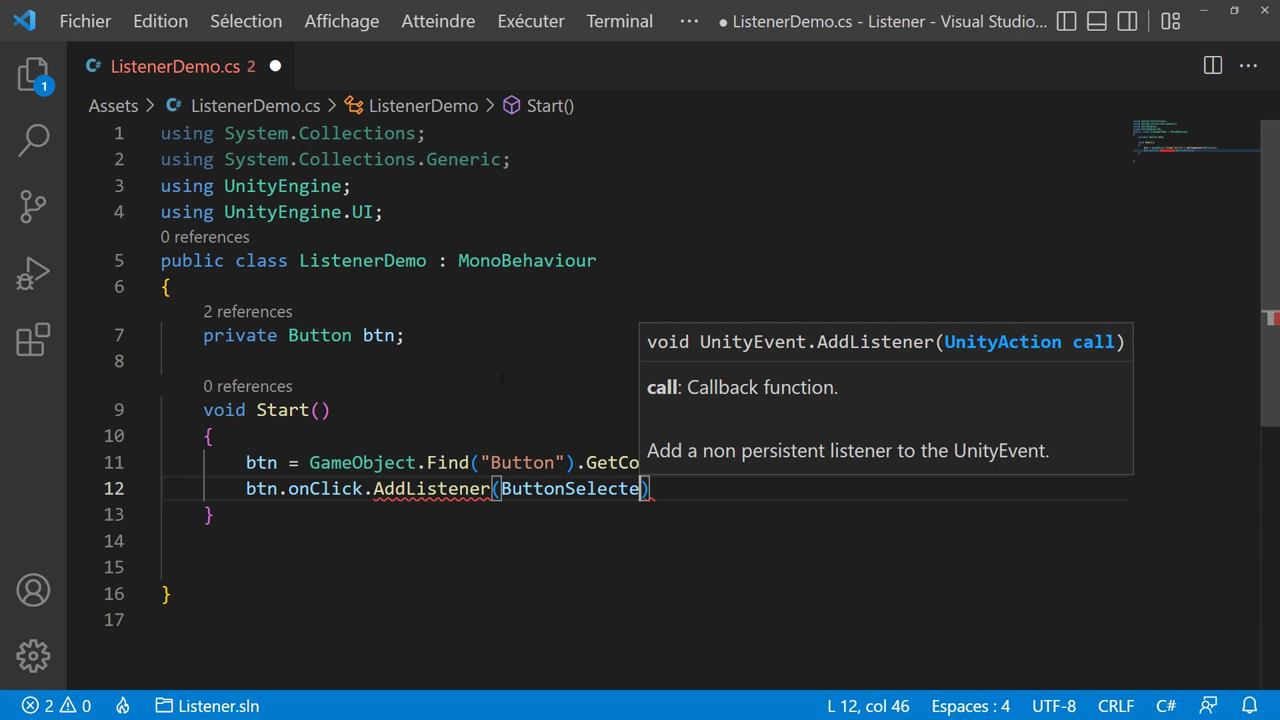 Fichier Edition Sélection Affichage Atteindre Exécuter Terminal ··· ● ListenerDemo.cs - Listener - Visual Studio...
1
ListenerDemo.cs 2 ●
Assets > ListenerDemo.cs > ListenerDemo > Start()
1 using System.Collections;
2 using System.Collections.Generic;
3 using UnityEngine;
4 using UnityEngine.UI;
0 references
5 public class ListenerDemo : MonoBehaviour
6 {
2 references
7 private Button btn;
8
0 references
9 void Start()
10 {
11 btn = GameObject.Find("Button").GetCo
12 btn.onClick.AddListener(ButtonSelecte)
13 }
14
15
16 }
17
void UnityEvent.AddListener(UnityAction call)
call: Callback function.
Add a non persistent listener to the UnityEvent.
2 0 Listener.sln L 12, col 46 Espaces : 4 UTF-8 CRLF C#